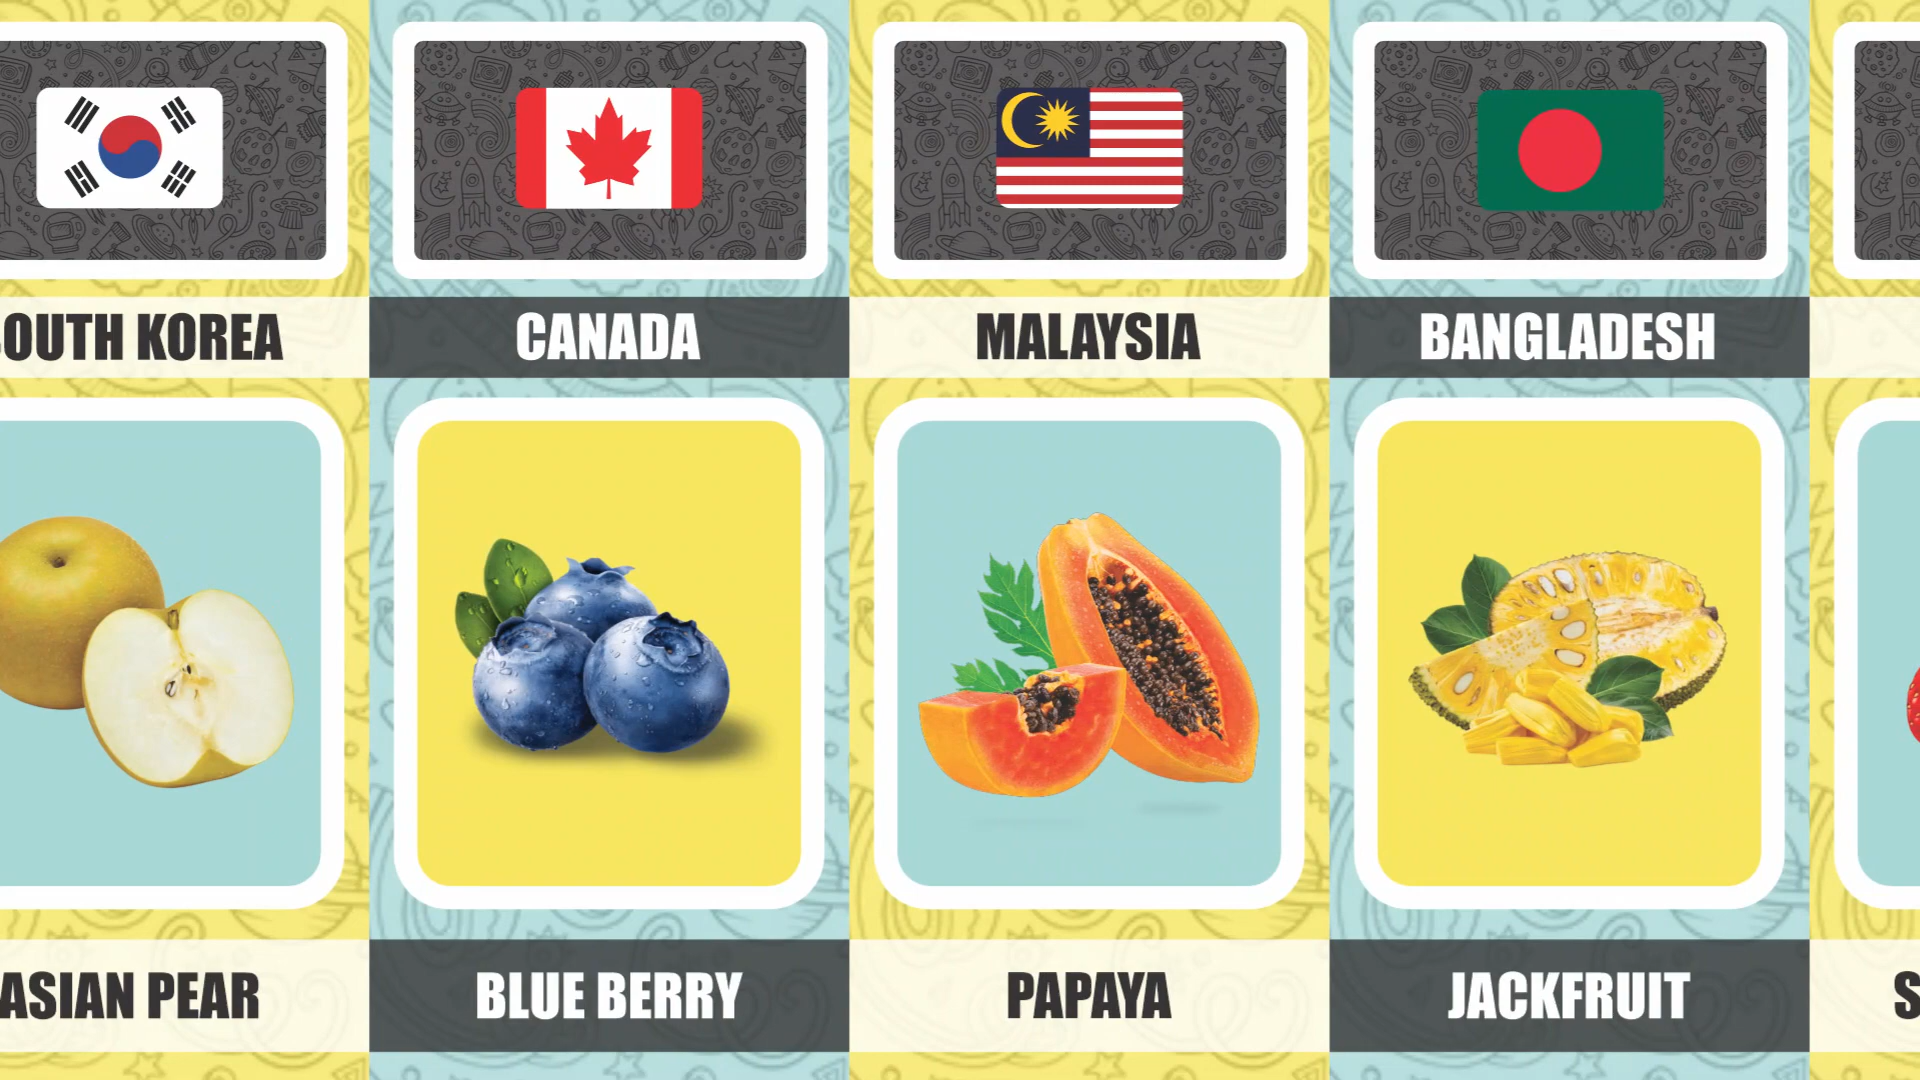 OUTH KOREA
CANADA
MALAYSIA
BANGLADESH
ASIAN PEAR
BLUE BERRY
PAPAYA
JACKFRUIT
S